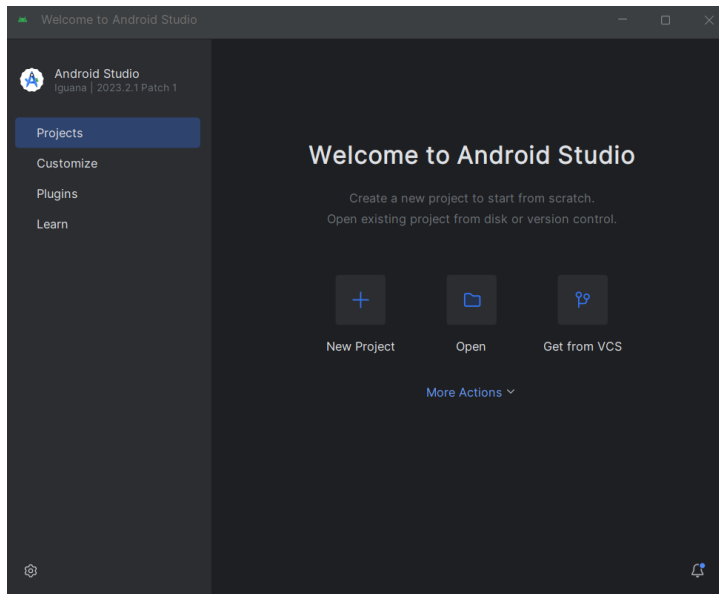 Welcome to Android Studio
Android Studio
Iguana | 2023.2.1 Patch 1
Projects
Customize
Plugins
Learn
Welcome to Android Studio
Create a new project to start from scratch.
Open existing project from disk or version control.
New Project
Open
Get from VCS
More Actions